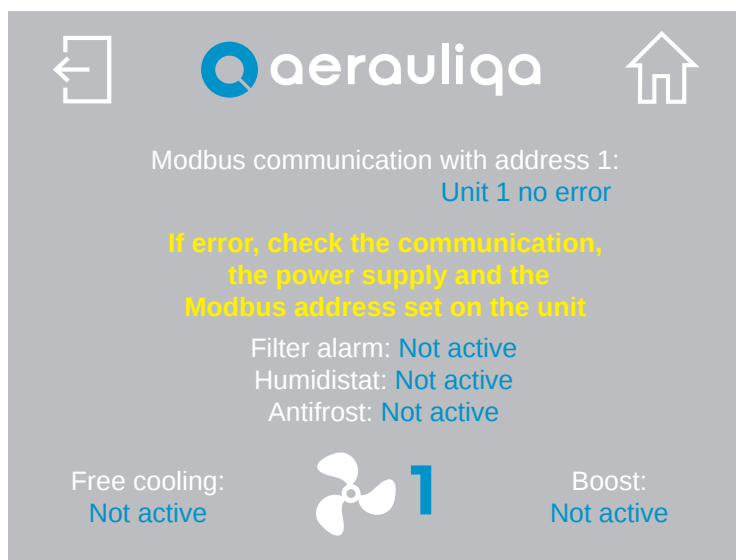 aerauliqa
Modbus communication with address 1:
Unit 1 no error
If error, check the communication,
the power supply and the
Modbus address set on the unit
Filter alarm: Not active
Humidistat: Not active
Antifrost: Not active
Free cooling:
Not active
1
Boost:
Not active